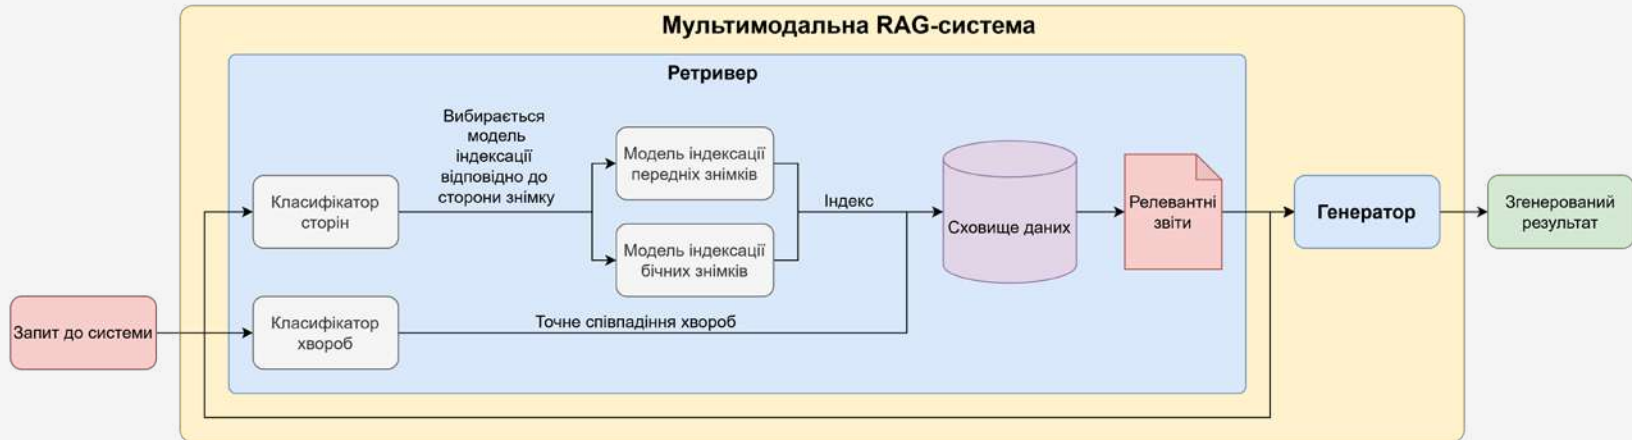 Мультимодальна RAG-система
Ретривер
Запит до системи
Класифікатор
сторін
Класифікатор
хвороб
Вибирається
модель
індексації
відповідно до
сторони знімку
Точне співпадіння хвороб
Модель індексації
передніх знімків
Модель індексації
бічних знімків
Індекс
Сховище даних
Релевантні
звіти
Генератор
Згенерований
результат